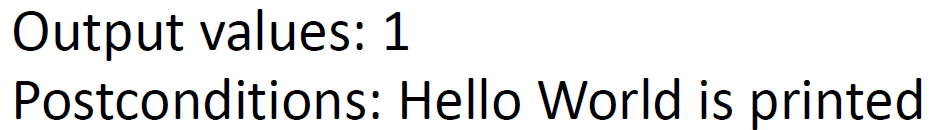 Output values: 1
Postconditions: Hello World is printed